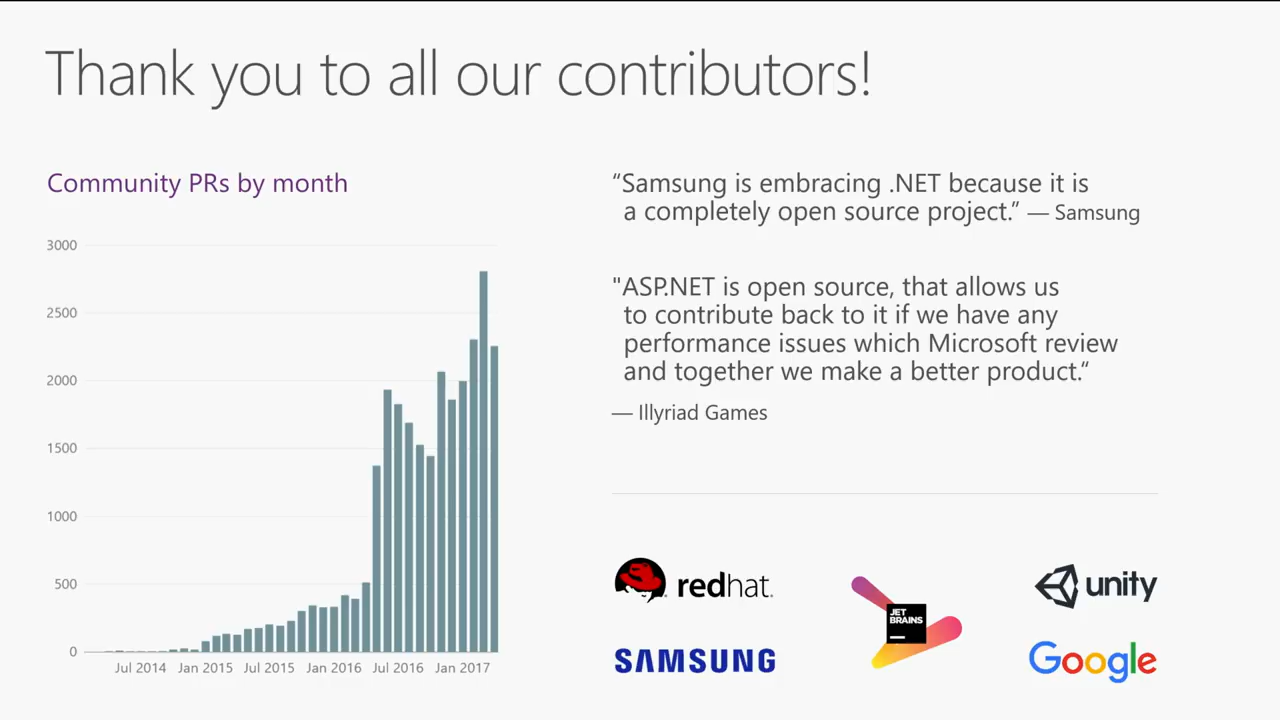 Thank you to all our contributors!
Community PRs by month
3000
2500
2000
1500
1000
500
0
Jul 2014 Jan 2015 Jul 2015 Jan 2016 Jul 2016 Jan 2017
“Samsung is embracing .NET because it is
a completely open source project.” — Samsung
"ASP.NET is open source, that allows us
to contribute back to it if we have any
performance issues which Microsoft review
and together we make a better product.“
— Illyriad Games
redhat.
JET
BRAINS
unity
SAMSUNG
Google